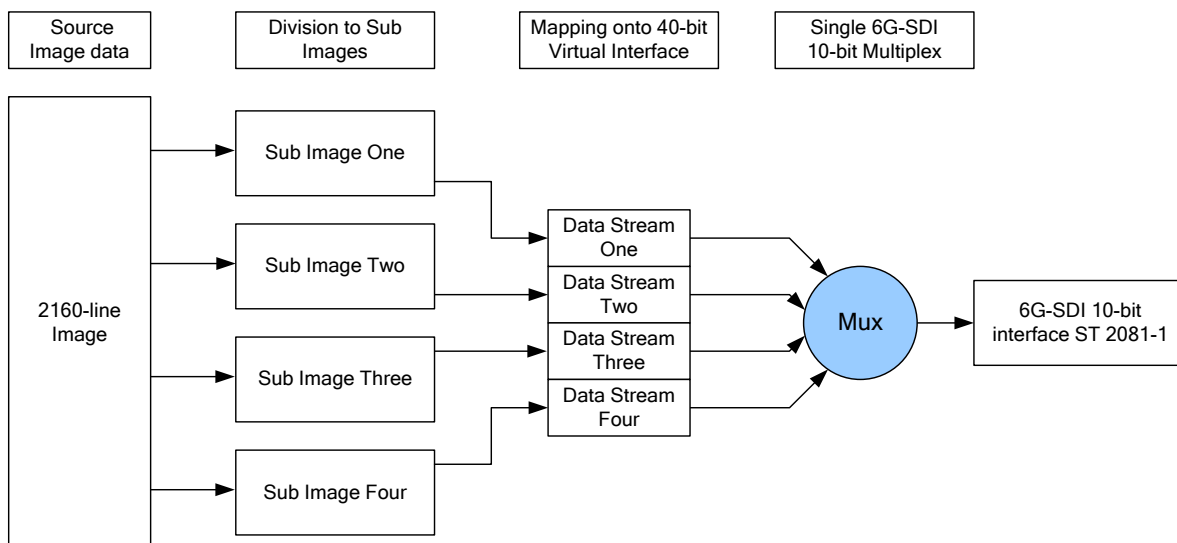 Source
Image data
Division to Sub
Images
Mapping onto 40-bit
Virtual Interface
Single 6G-SDI
10-bit Multiplex
2160-line
Image
Sub Image One
Sub Image Two
Sub Image Three
Sub Image Four
Data Stream
One
Data Stream
Two
Data Stream
Three
Data Stream
Four
Mux
6G-SDI 10-bit
interface ST 2081-1